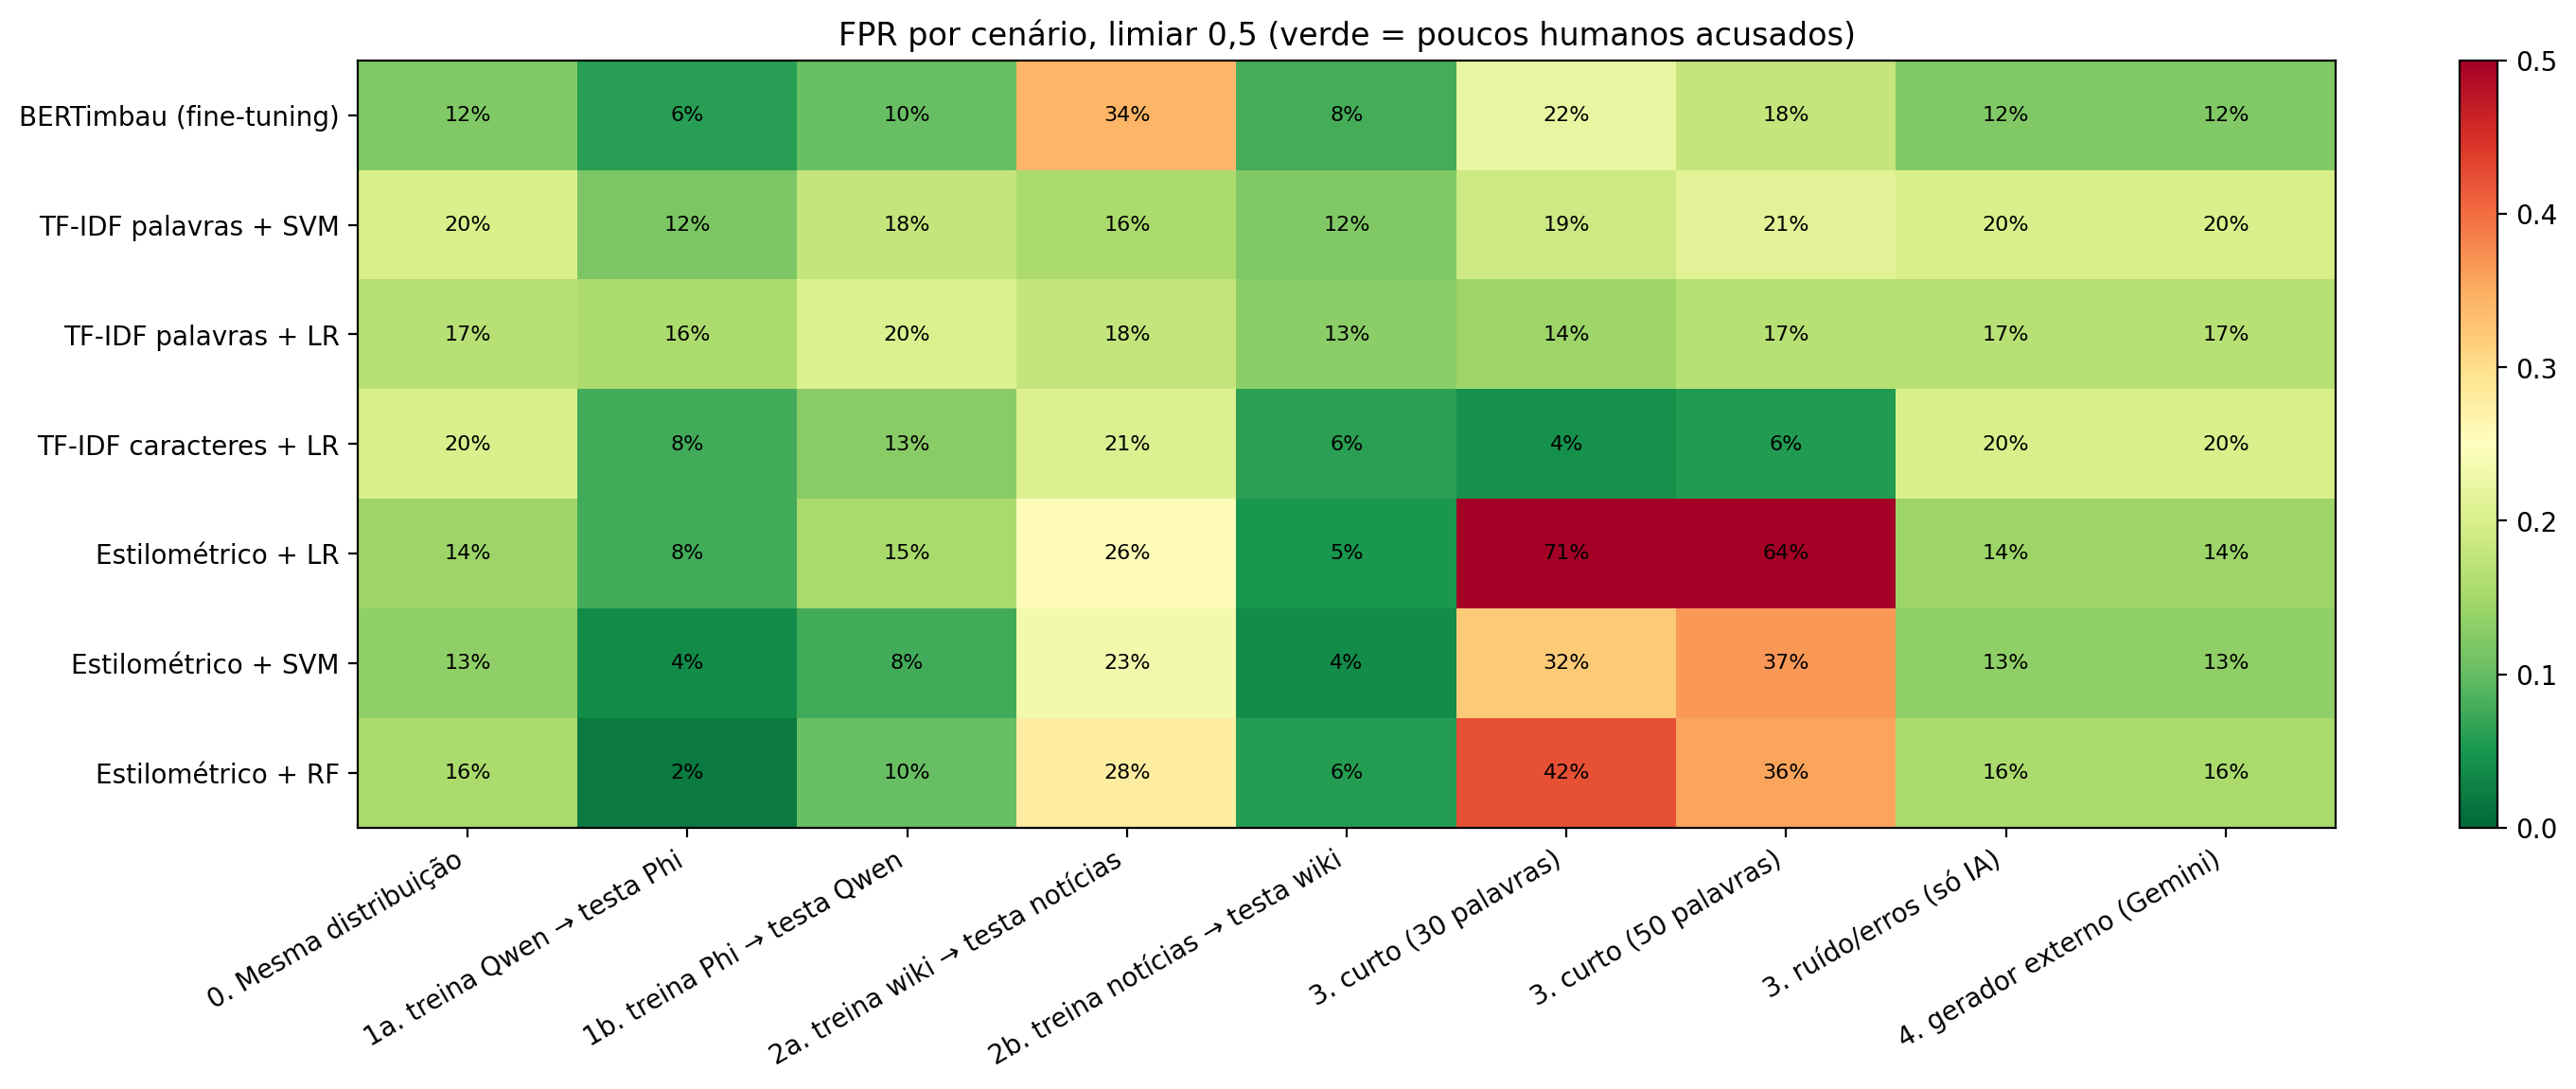 FPR por cenário, limiar 0,5 (verde = poucos humanos acusados)
BERTimbau (fine-tuning) 12% 6% 10% 34% 8% 22% 18% 12% 12%
TF-IDF palavras + SVM 20% 12% 18% 16% 12% 19% 21% 20% 20%
TF-IDF palavras + LR 17% 16% 20% 18% 13% 14% 17% 17% 17%
TF-IDF caracteres + LR 20% 8% 13% 21% 6% 4% 6% 20% 20%
Estilométrico + LR 14% 8% 15% 26% 5% 71% 64% 14% 14%
Estilométrico + SVM 13% 4% 8% 23% 4% 32% 37% 13% 13%
Estilométrico + RF 16% 2% 10% 28% 6% 42% 36% 16% 16%
0. Mesma distribuição
1a. treina Qwen → testa Phi
1b. treina Phi → testa Qwen
2a. treina wiki → testa notícias
2b. treina notícias → testa wiki
3. curto (30 palavras)
3. curto (50 palavras)
3. ruído/erros (só IA)
4. gerador externo (Gemini)
0.5
0.4
0.3
0.2
0.1
0.0